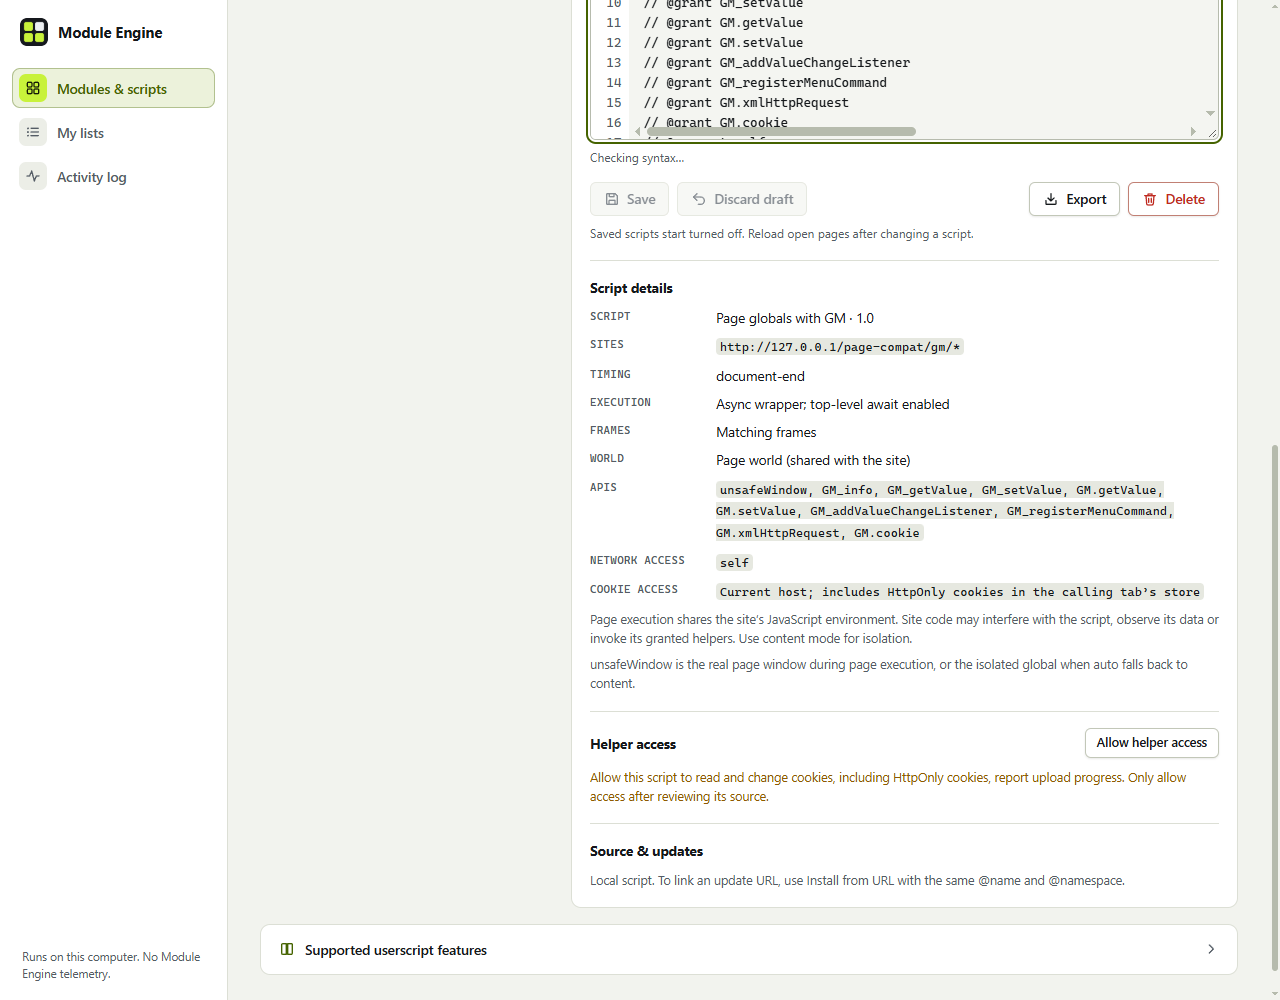 Module Engine
Modules & scripts
My lists
Activity log
Runs on this computer. No Module
Engine telemetry.
10 // @grant GM_setValue
11 // @grant GM.getValue
12 // @grant GM.setValue
13 // @grant GM_addValueChangeListener
14 // @grant GM_registerMenuCommand
15 // @grant GM.xmlHttpRequest
16 // @grant GM.cookie
Checking syntax...
Save
Discard draft
Export
Delete
Saved scripts start turned off. Reload open pages after changing a script.
Script details
SCRIPT Page globals with GM · 1.0
SITES http://127.0.0.1/page-compat/gm/*
TIMING document-end
EXECUTION Async wrapper; top-level await enabled
FRAMES Matching frames
WORLD Page world (shared with the site)
APIS unsafeWindow, GM_info, GM_getValue, GM_setValue, GM.getValue,
GM.setValue, GM_addValueChangeListener, GM_registerMenuCommand,
GM.xmlHttpRequest, GM.cookie
NETWORK ACCESS self
COOKIE ACCESS Current host; includes HttpOnly cookies in the calling tab's store
Page execution shares the site's JavaScript environment. Site code may interfere with the script, observe its data or
invoke its granted helpers. Use content mode for isolation.
unsafeWindow is the real page window during page execution, or the isolated global when auto falls back to
content.
Helper access
Allow helper access
Allow this script to read and change cookies, including HttpOnly cookies, report upload progress. Only allow
access after reviewing its source.
Source & updates
Local script. To link an update URL, use Install from URL with the same @name and @namespace.
Supported userscript features